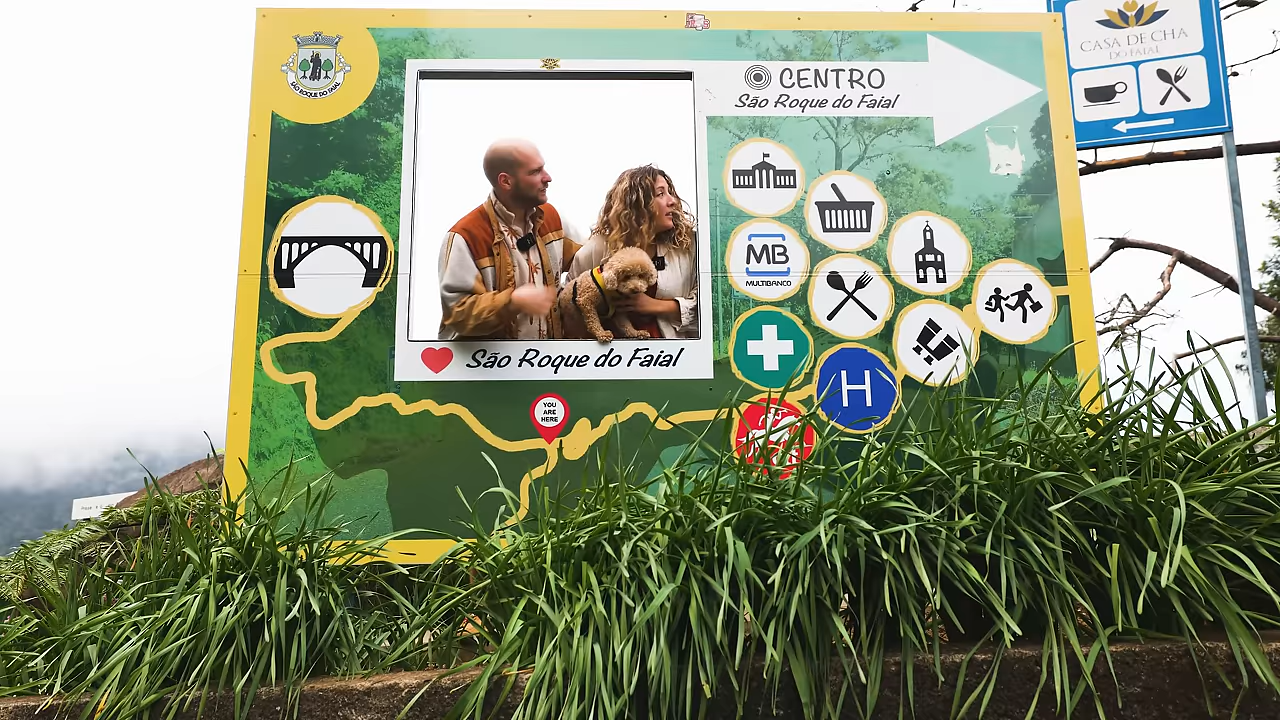 SÃO ROQUE DO FAIAL
CENTRO
São Roque do Faial
CASA DE CHÁ
DO FAIAL
MB
MULTIBANCO
São Roque do Faial
YOU
ARE
HERE
H